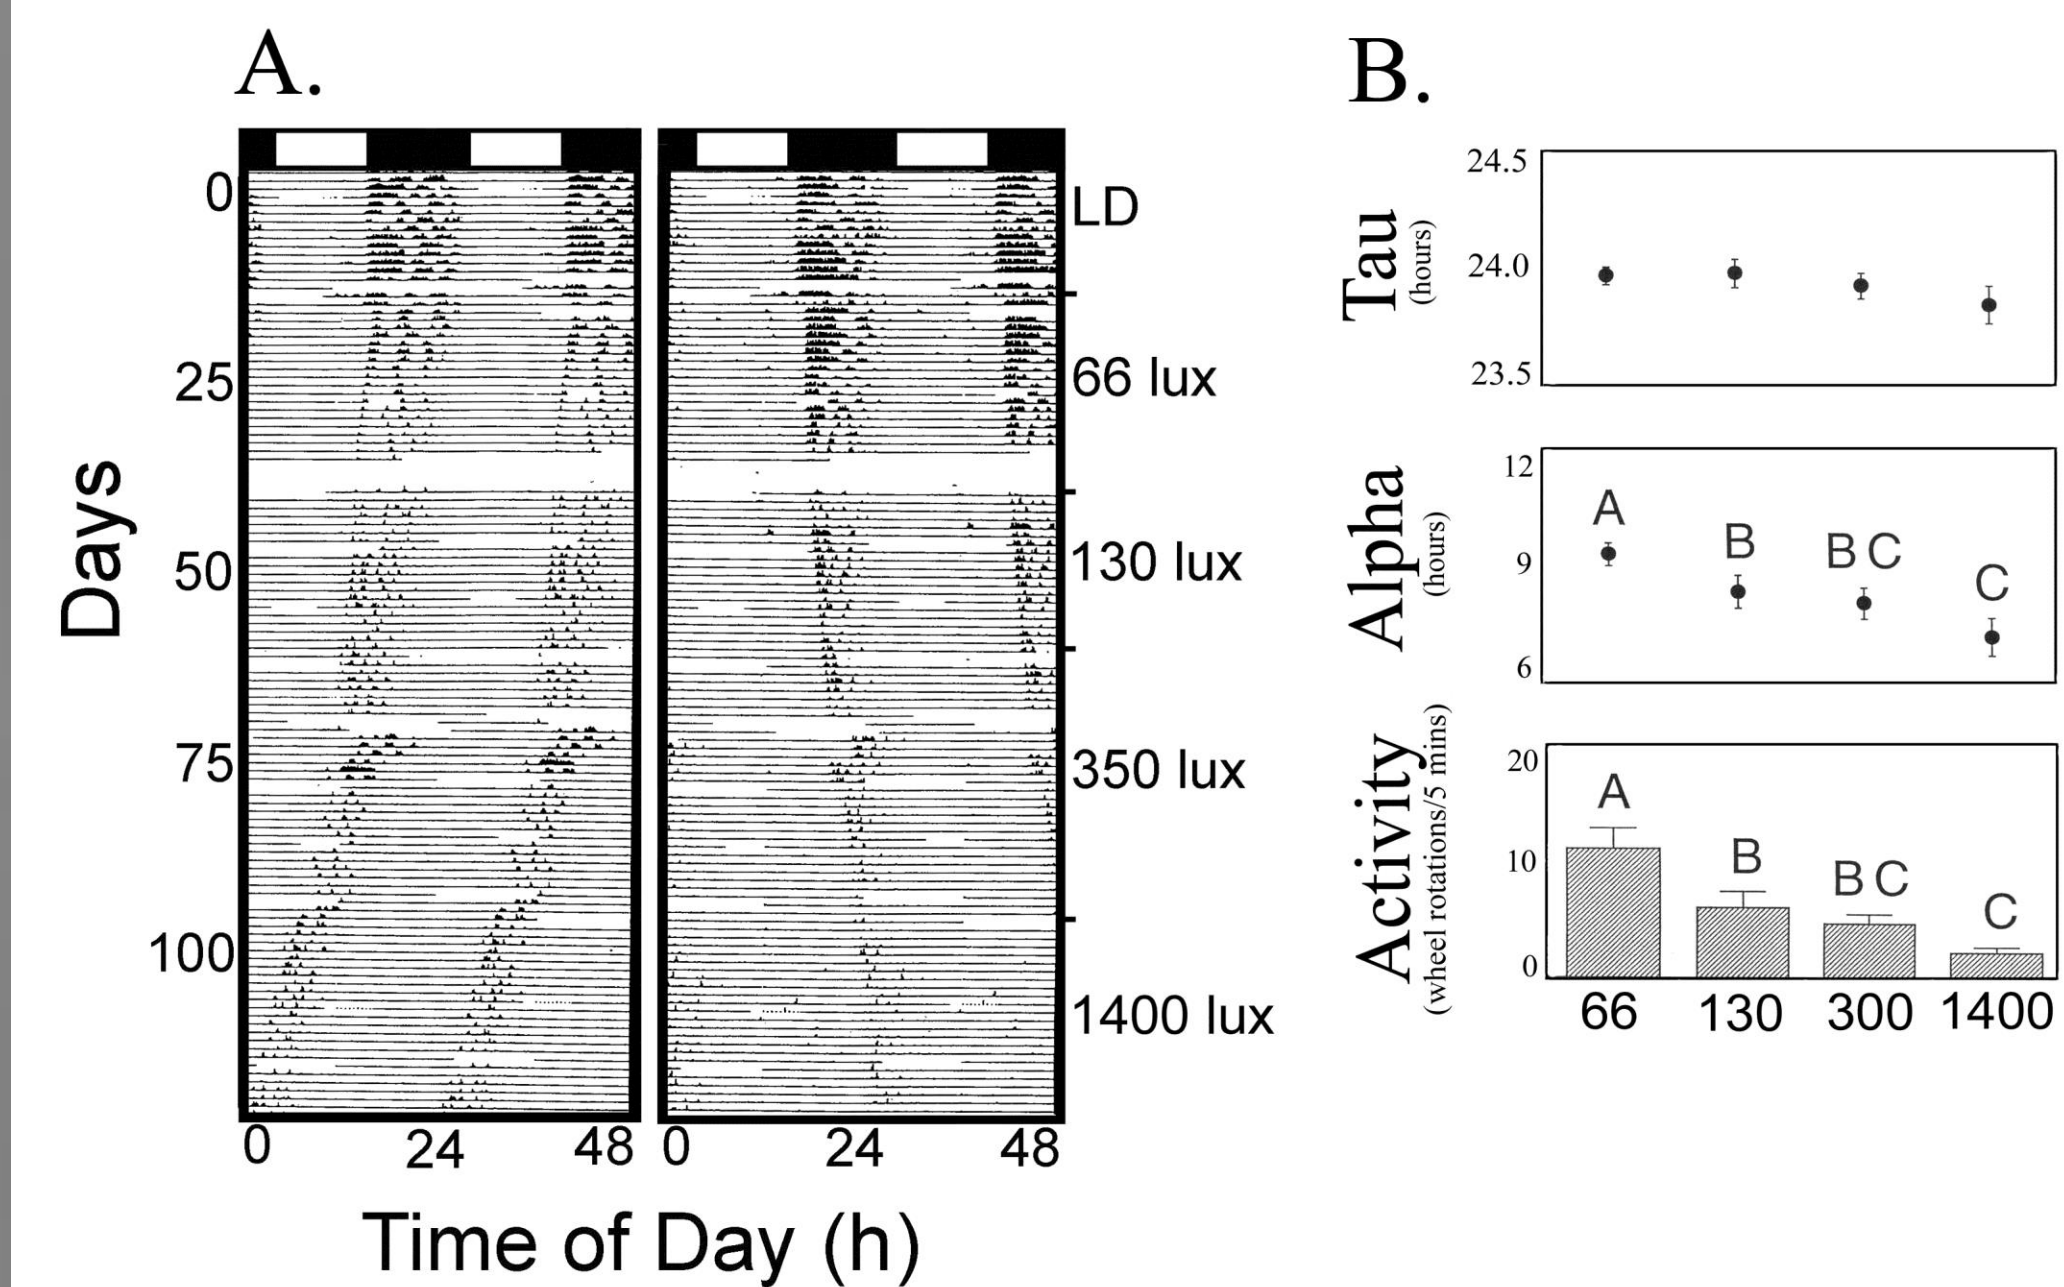 A.
0
25
50
75
100
Days
LD
66 lux
130 lux
350 lux
1400 lux
0 24 48 0 24 48
Time of Day (h)
B.
Tau
(hours)
24.5
24.0
23.5
Alpha
(hours)
12
9
6
A B B C C
Activity
(wheel rotations/5 mins)
20
10
0
A B B C C
66 130 300 1400